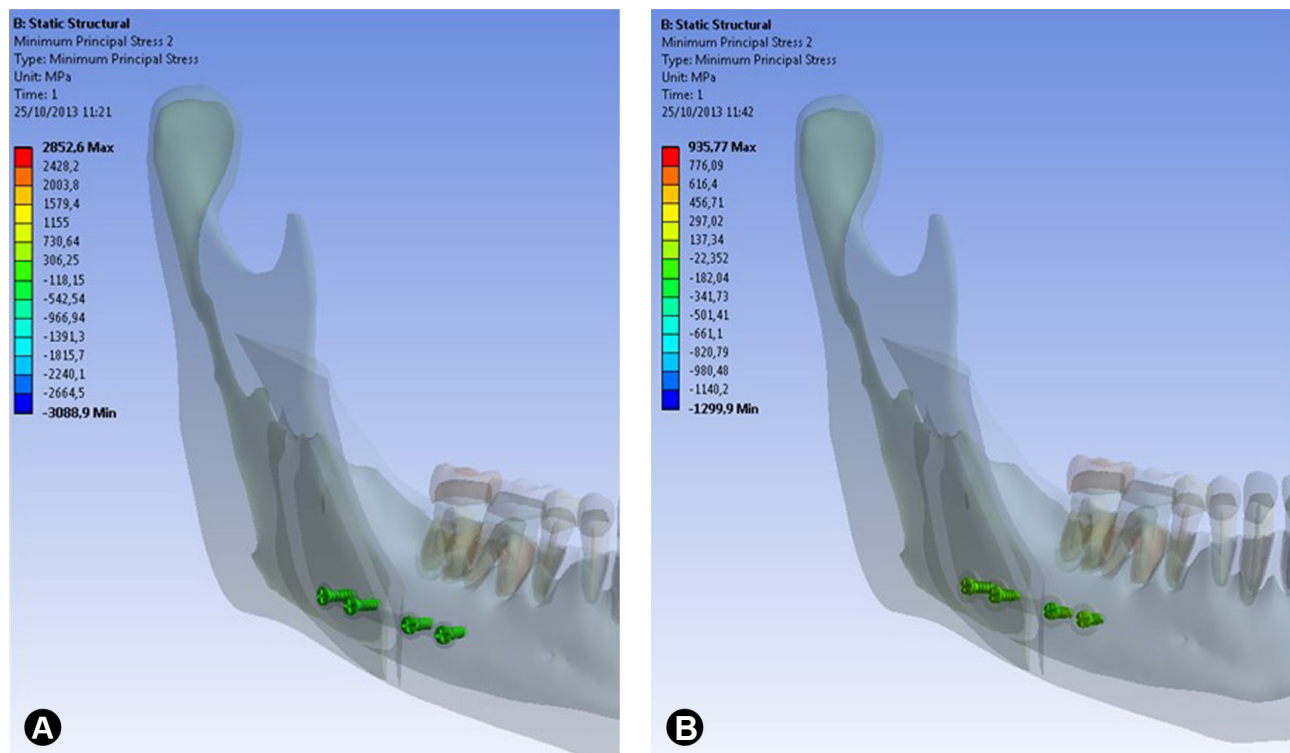 B: Static Structural
Minimum Principal Stress 2
Type: Minimum Principal Stress
Unit: MPa
Time: 1
25/10/2013 11:21
2852,6 Max
2428,2
2003,8
1579,4
1155
730,64
306,25
-118,15
-542,54
-966,94
-1391,3
-1815,7
-2240,1
-2664,5
-3088,9 Min
A
B: Static Structural
Minimum Principal Stress 2
Type: Minimum Principal Stress
Unit: MPa
Time: 1
25/10/2013 11:42
935,77 Max
776,09
616,4
456,71
297,02
137,34
-22,352
-182,04
-341,73
-501,41
-661,1
-820,79
-980,48
-1140,2
-1299,9 Min
B